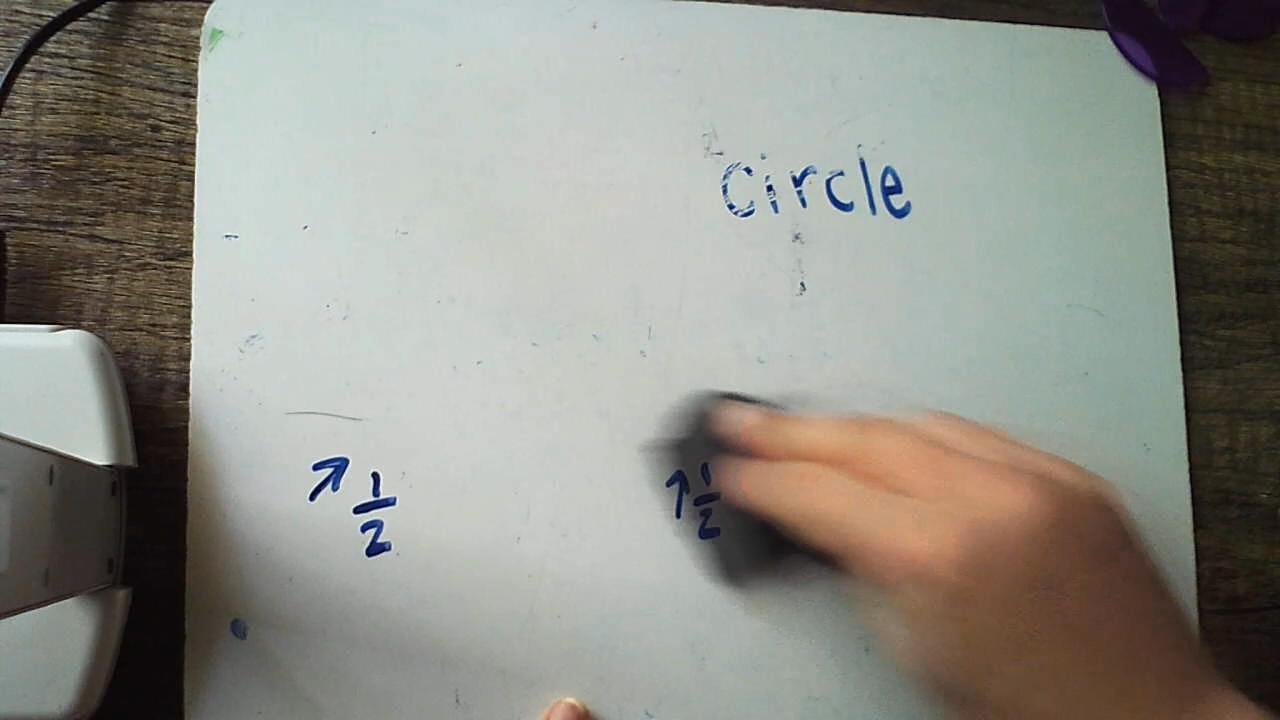 Circle
↗ 1/2 ↑ 1/2